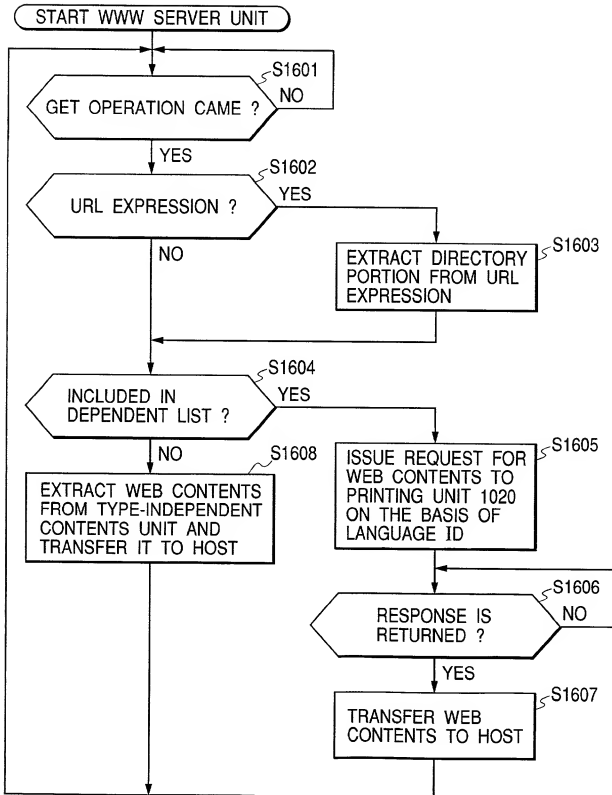 START WWW SERVER UNIT
S1601
GET OPERATION CAME ?
NO
YES
S1602
URL EXPRESSION ?
YES
NO
S1603
EXTRACT DIRECTORY
PORTION FROM URL
EXPRESSION
S1604
INCLUDED IN
DEPENDENT LIST ?
YES
NO
S1608
EXTRACT WEB CONTENTS
FROM TYPE-INDEPENDENT
CONTENTS UNIT AND
TRANSFER IT TO HOST
S1605
ISSUE REQUEST FOR
WEB CONTENTS TO
PRINTING UNIT 1020
ON THE BASIS OF
LANGUAGE ID
S1606
RESPONSE IS
RETURNED ?
NO
YES
S1607
TRANSFER WEB
CONTENTS TO HOST